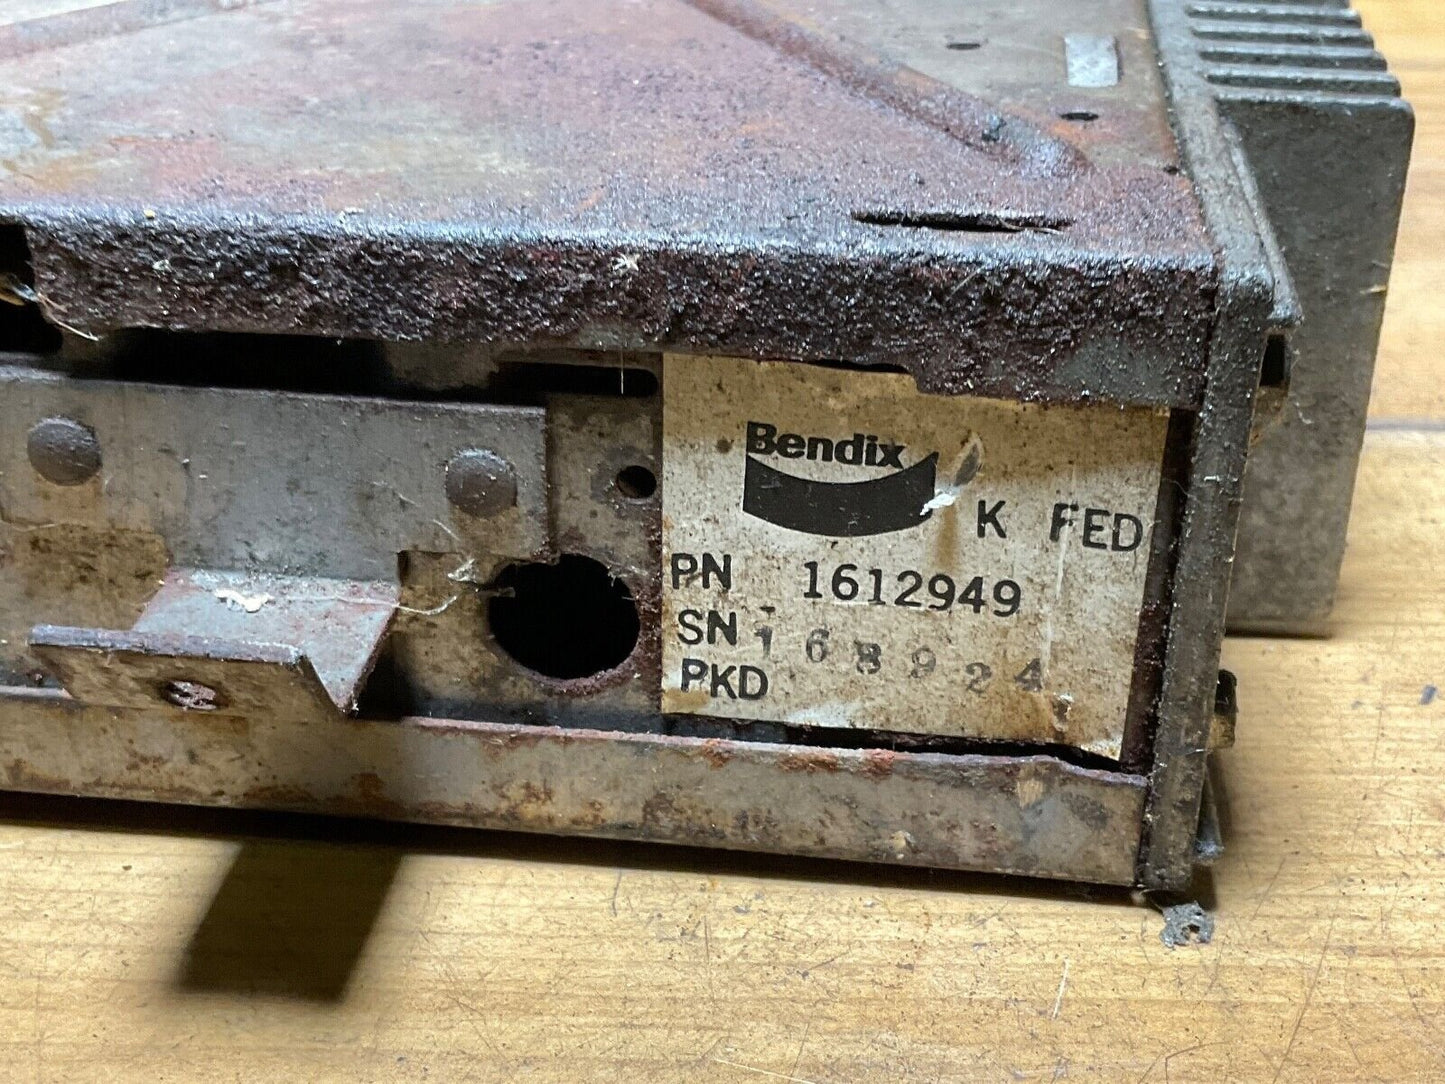 Bendix
K FED
PN 1612949
SN 168924
PKD